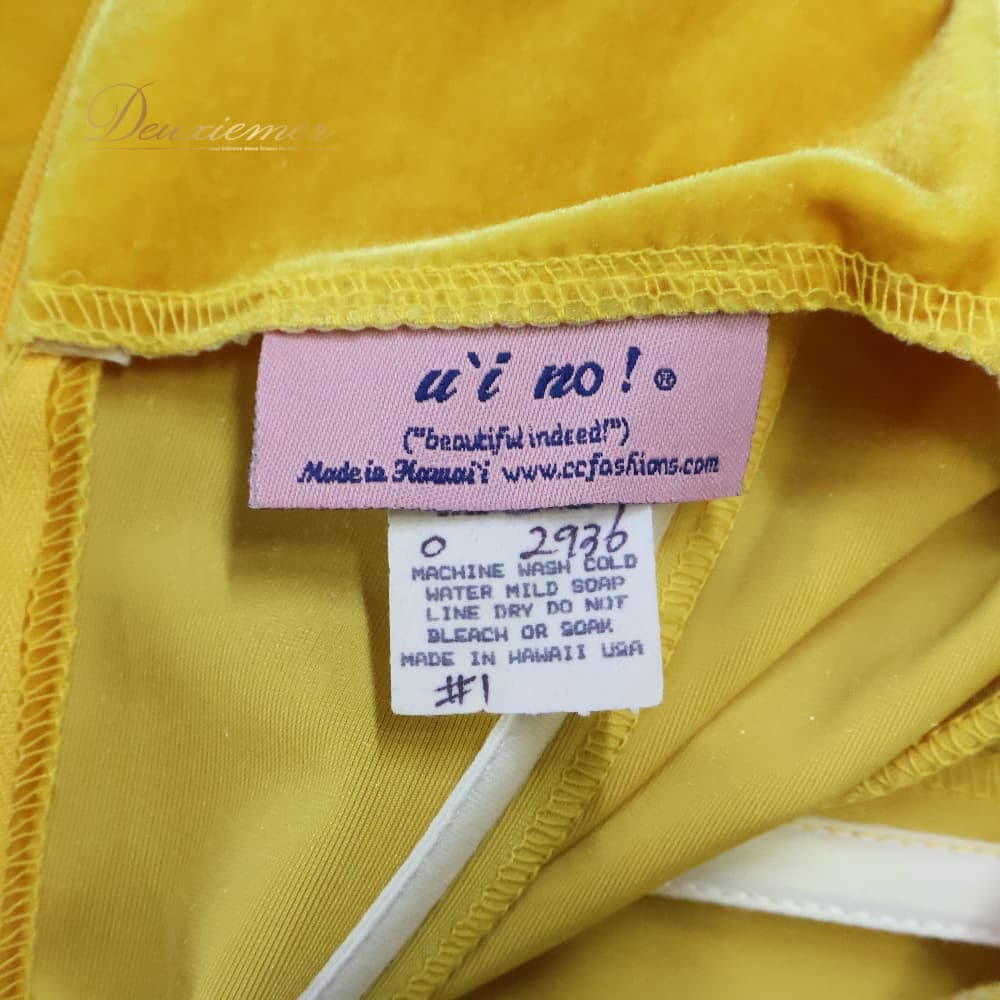 Deuxiemer
u`i no! ®
("beautiful indeed!")
Made in Hawai'i www.ccfashions.com
0 2936
MACHINE WASH COLD
WATER MILD SOAP
LINE DRY DO NOT
BLEACH OR SOAK
MADE IN HAWAII USA
#1